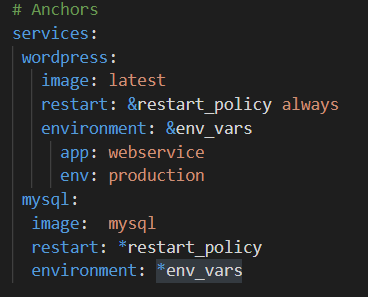 # Anchors
services:
 wordpress:
   image: latest
   restart: &restart_policy always
   environment: &env_vars
     app: webservice
     env: production
 mysql:
  image:  mysql
  restart: *restart_policy
  environment: *env_vars